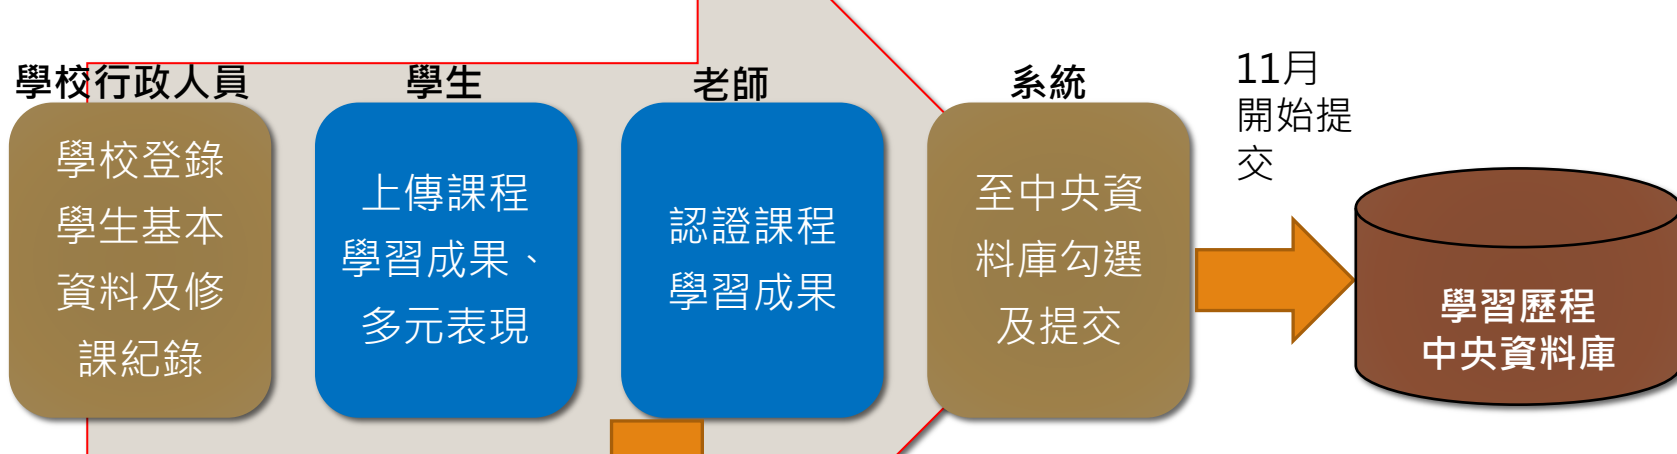 學校行政人員
學校登錄
學生基本
資料及修
課紀錄
學生
上傳課程
學習成果、
多元表現
老師
認證課程
學習成果
系統
至中央資
料庫勾選
及提交
11月
開始提
交
學習歷程
中央資料庫